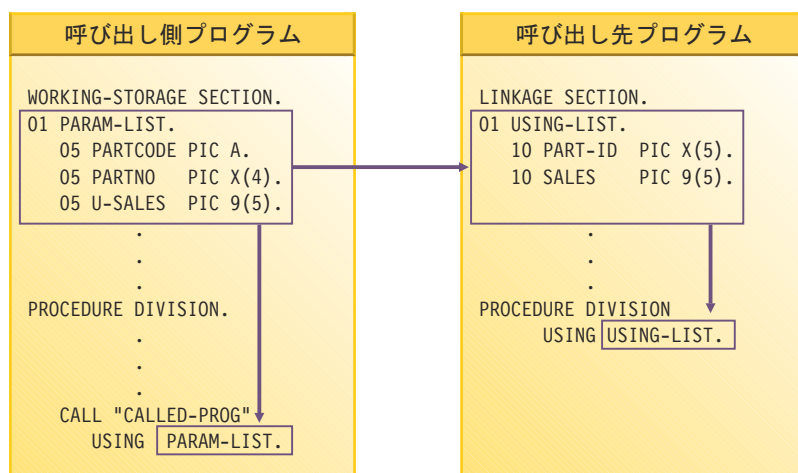 呼び出し側プログラム
WORKING-STORAGE SECTION.
01 PARAM-LIST.
05 PARTCODE PIC A.
05 PARTNO PIC X(4).
05 U-SALES PIC 9(5).
.
.
.
PROCEDURE DIVISION.
.
.
.
CALL "CALLED-PROG"
USING PARAM-LIST.
呼び出し先プログラム
LINKAGE SECTION.
01 USING-LIST.
10 PART-ID PIC X(5).
10 SALES PIC 9(5).
.
.
.
PROCEDURE DIVISION
USING USING-LIST.